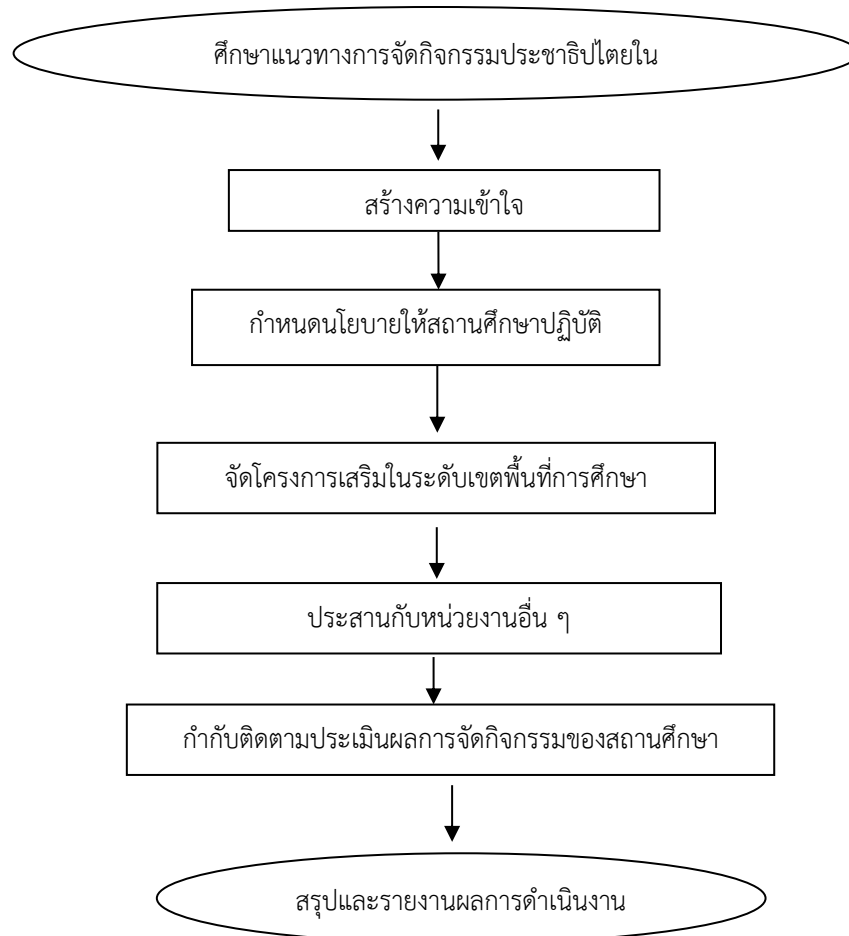 ศึกษาแนวทางการจัดกิจกรรมประชาธิปไตยใน
สร้างความเข้าใจ
กำหนดนโยบายให้สถานศึกษาปฏิบัติ
จัดโครงการเสริมในระดับเขตพื้นที่การศึกษา
ประสานกับหน่วยงานอื่น ๆ
กำกับติดตามประเมินผลการจัดกิจกรรมของสถานศึกษา
สรุปและรายงานผลการดำเนินงาน